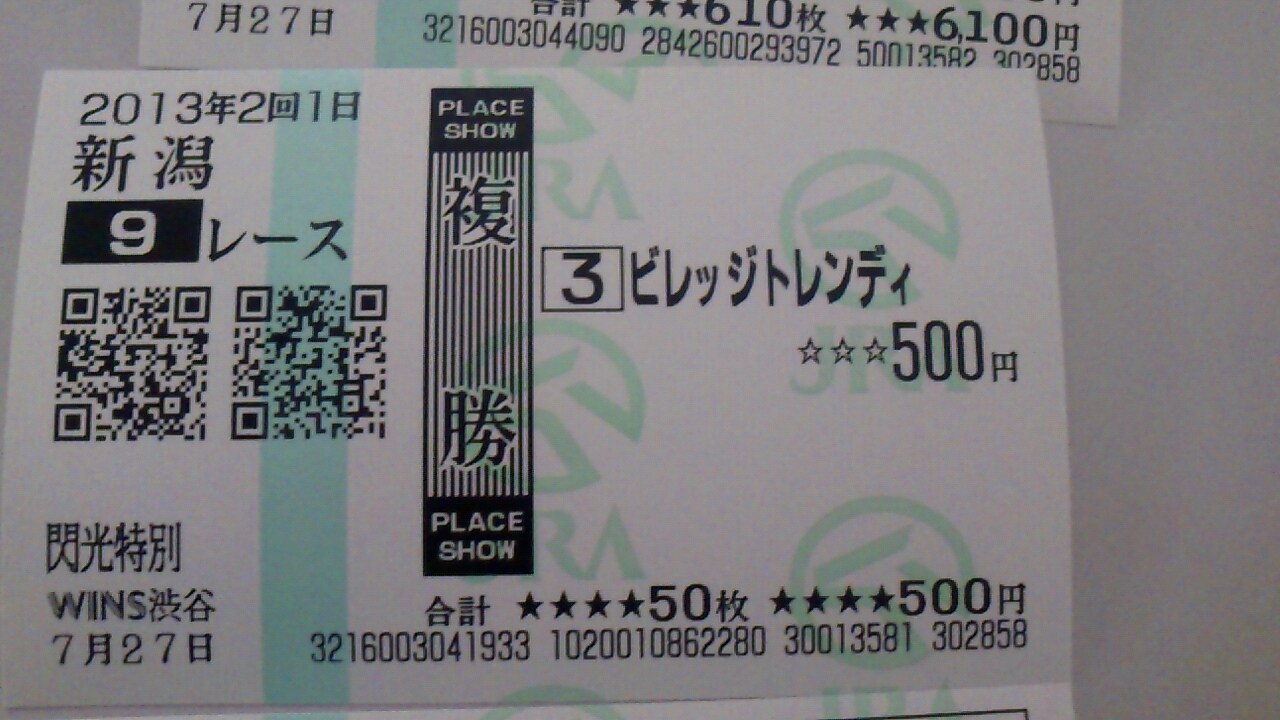 7月27日
合計 ★★★610枚 ★★★6,100円
3216003044090 2842600293972 50013582 302858
2013年2回1日
新潟
9レース
PLACE
SHOW
複
勝
PLACE
SHOW
3 ビレッジトレンディ
☆☆☆500円
閃光特別
WINS渋谷
7月27日
合計 ★★★★50枚 ★★★★500円
3216003041933 1020010862280 30013581 302858
JRA
JRA
JRA
JRA